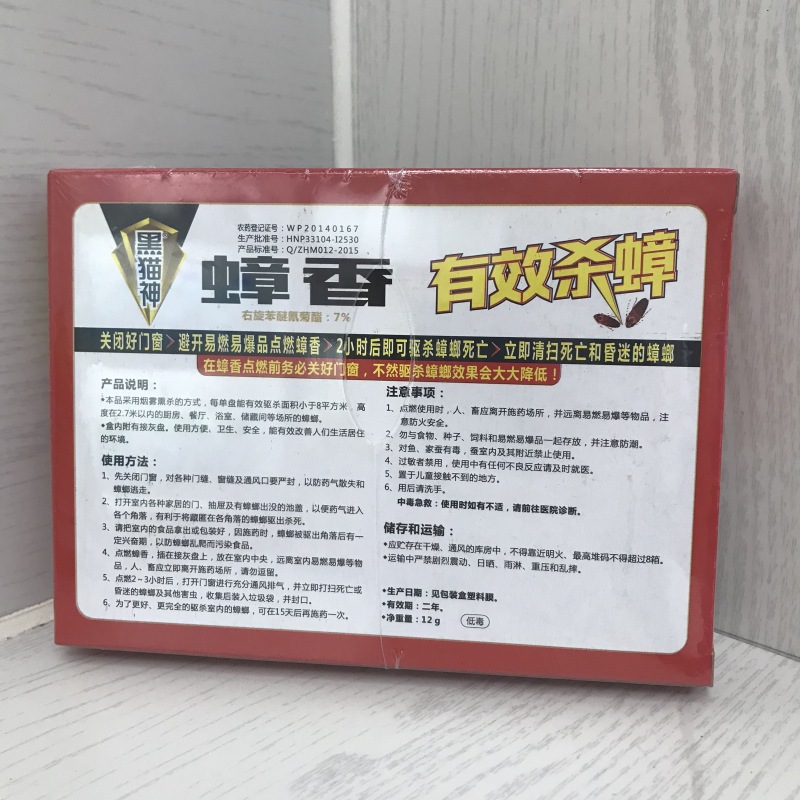 黑猫神
农药登记证号：WP20140167
生产批准号：HNP33104-I2530
产品标准号：Q/ZHM012-2015
蟑香
右旋苯醚氰菊酯：7%
有效杀蟑
关闭好门窗>避开易燃易爆品点燃蟑香>2小时后即可驱杀蟑螂死亡>立即清扫死亡和昏迷的蟑螂
在蟑香点燃前务必关好门窗，不然驱杀蟑螂效果会大大降低！
产品说明：
•本品采用烟雾熏杀的方式，每单盘能有效驱杀面积小于8平方米，高
度在2.7米以内的厨房、餐厅、浴室、储藏间等场所的蟑螂。
•盒内附有接灰盘。使用方便、卫生、安全，能有效改善人们生活居住
的环境。
使用方法：
1、先关闭门窗，对各种门缝、窗缝及通风口要严封，以防药气散失和
蟑螂逃走。
2、打开室内各种家居的门、抽屉及有蟑螂出没的池盖，以便药气进入
各个角落，有利于将藏匿在各角落的蟑螂驱出杀死。
3、请把室内的食品拿出或包装好，因施药时，蟑螂被驱出角落后有一
定兴奋期，以防蟑螂乱爬而污染食品。
4、点燃蟑香，插在接灰盘上，放在室内中央，远离室内易燃易爆等物
品，人、畜应立即离开施药场所，请勿逗留。
5、点燃2~3小时后，打开门窗进行充分通风排气，并立即打扫死亡或
昏迷的蟑螂及其他害虫，收集后装入垃圾袋，并封口。
6、为了更好、更完全的驱杀室内的蟑螂，可在15天后再施药一次。
注意事项：
1、点燃使用时，人、畜应离开施药场所，并远离易燃易爆等物品，注
意防火安全。
2、勿与食物、种子、饲料和易燃易爆品一起存放，并注意防潮。
3、对鱼、家蚕有毒，蚕室内及其附近禁止使用。
4、过敏者禁用，使用中有任何不良反应请及时就医。
5、置于儿童接触不到的地方。
6、用后请洗手。
中毒急救：使用时如有不适，请前往医院诊断。
储存和运输：
•应贮存在干燥、通风的库房中，不得靠近明火、最高堆码不得超过8箱。
•运输中严禁剧烈震动、日晒、雨淋、重压和乱摔。
•生产日期：见包装盒塑料膜。
•有效期：二年。
•净重量：12g
低毒